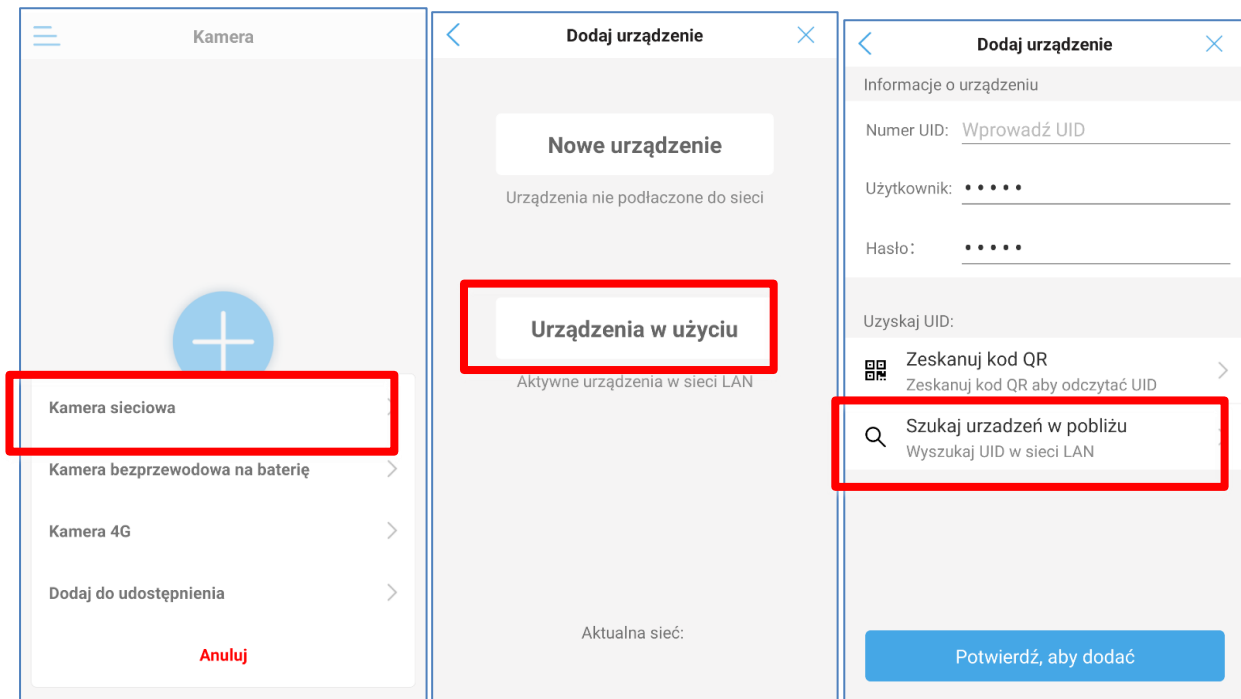 Kamera
Kamera sieciowa
Kamera bezprzewodowa na baterię
Kamera 4G
Dodaj do udostępnienia
Anuluj
Dodaj urządzenie
Nowe urządzenie
Urządzenia nie podłaczone do sieci
Urządzenia w użyciu
Aktywne urządzenia w sieci LAN
Aktualna sieć:
Dodaj urządzenie
Informacje o urządzeniu
Numer UID: Wprowadź UID
Użytkownik: •••••
Hasło: •••••
Uzyskaj UID:
Zeskanuj kod QR
Zeskanuj kod QR aby odczytać UID
Szukaj urzadzeń w pobliżu
Wyszukaj UID w sieci LAN
Potwierdź, aby dodać